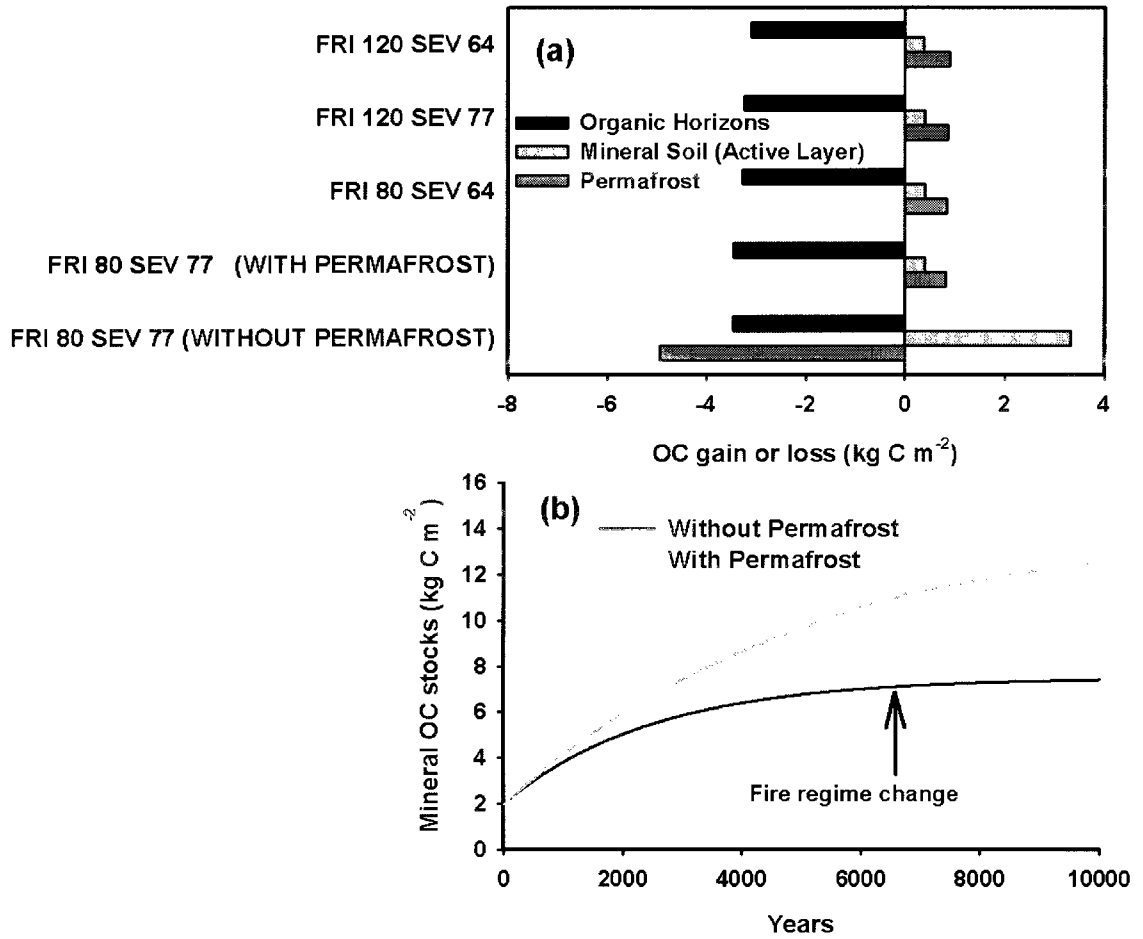 (a)
FRI 120 SEV 64
FRI 120 SEV 77
FRI 80 SEV 64
FRI 80 SEV 77 (WITH PERMAFROST)
FRI 80 SEV 77 (WITHOUT PERMAFROST)
Organic Horizons
Mineral Soil (Active Layer)
Permafrost
-8 -6 -4 -2 0 2 4
OC gain or loss (kg C m-2)
(b)
Without Permafrost
With Permafrost
Mineral OC stocks (kg C m-2)
16
14
12
10
8
6
4
2
0
Fire regime change
0 2000 4000 6000 8000 10000
Years